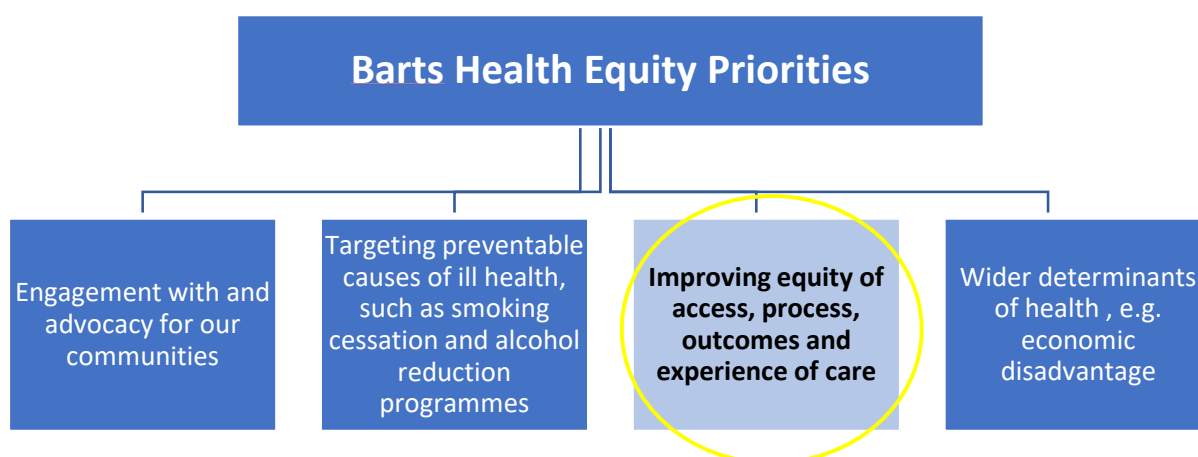 Barts Health Equity Priorities
Engagement with and
advocacy for our
communities
Targeting preventable
causes of ill health,
such as smoking
cessation and alcohol
reduction
programmes
Improving equity of
access, process,
outcomes and
experience of care
Wider determinants
of health , e.g.
economic
disadvantage